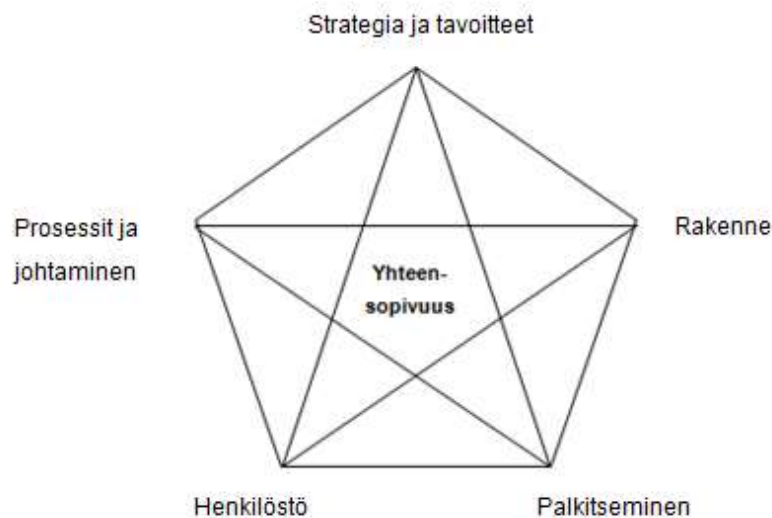 Strategia ja tavoitteet
Prosessit ja
johtaminen
Rakenne
Yhteen-
sopivuus
Henkilöstö
Palkitseminen